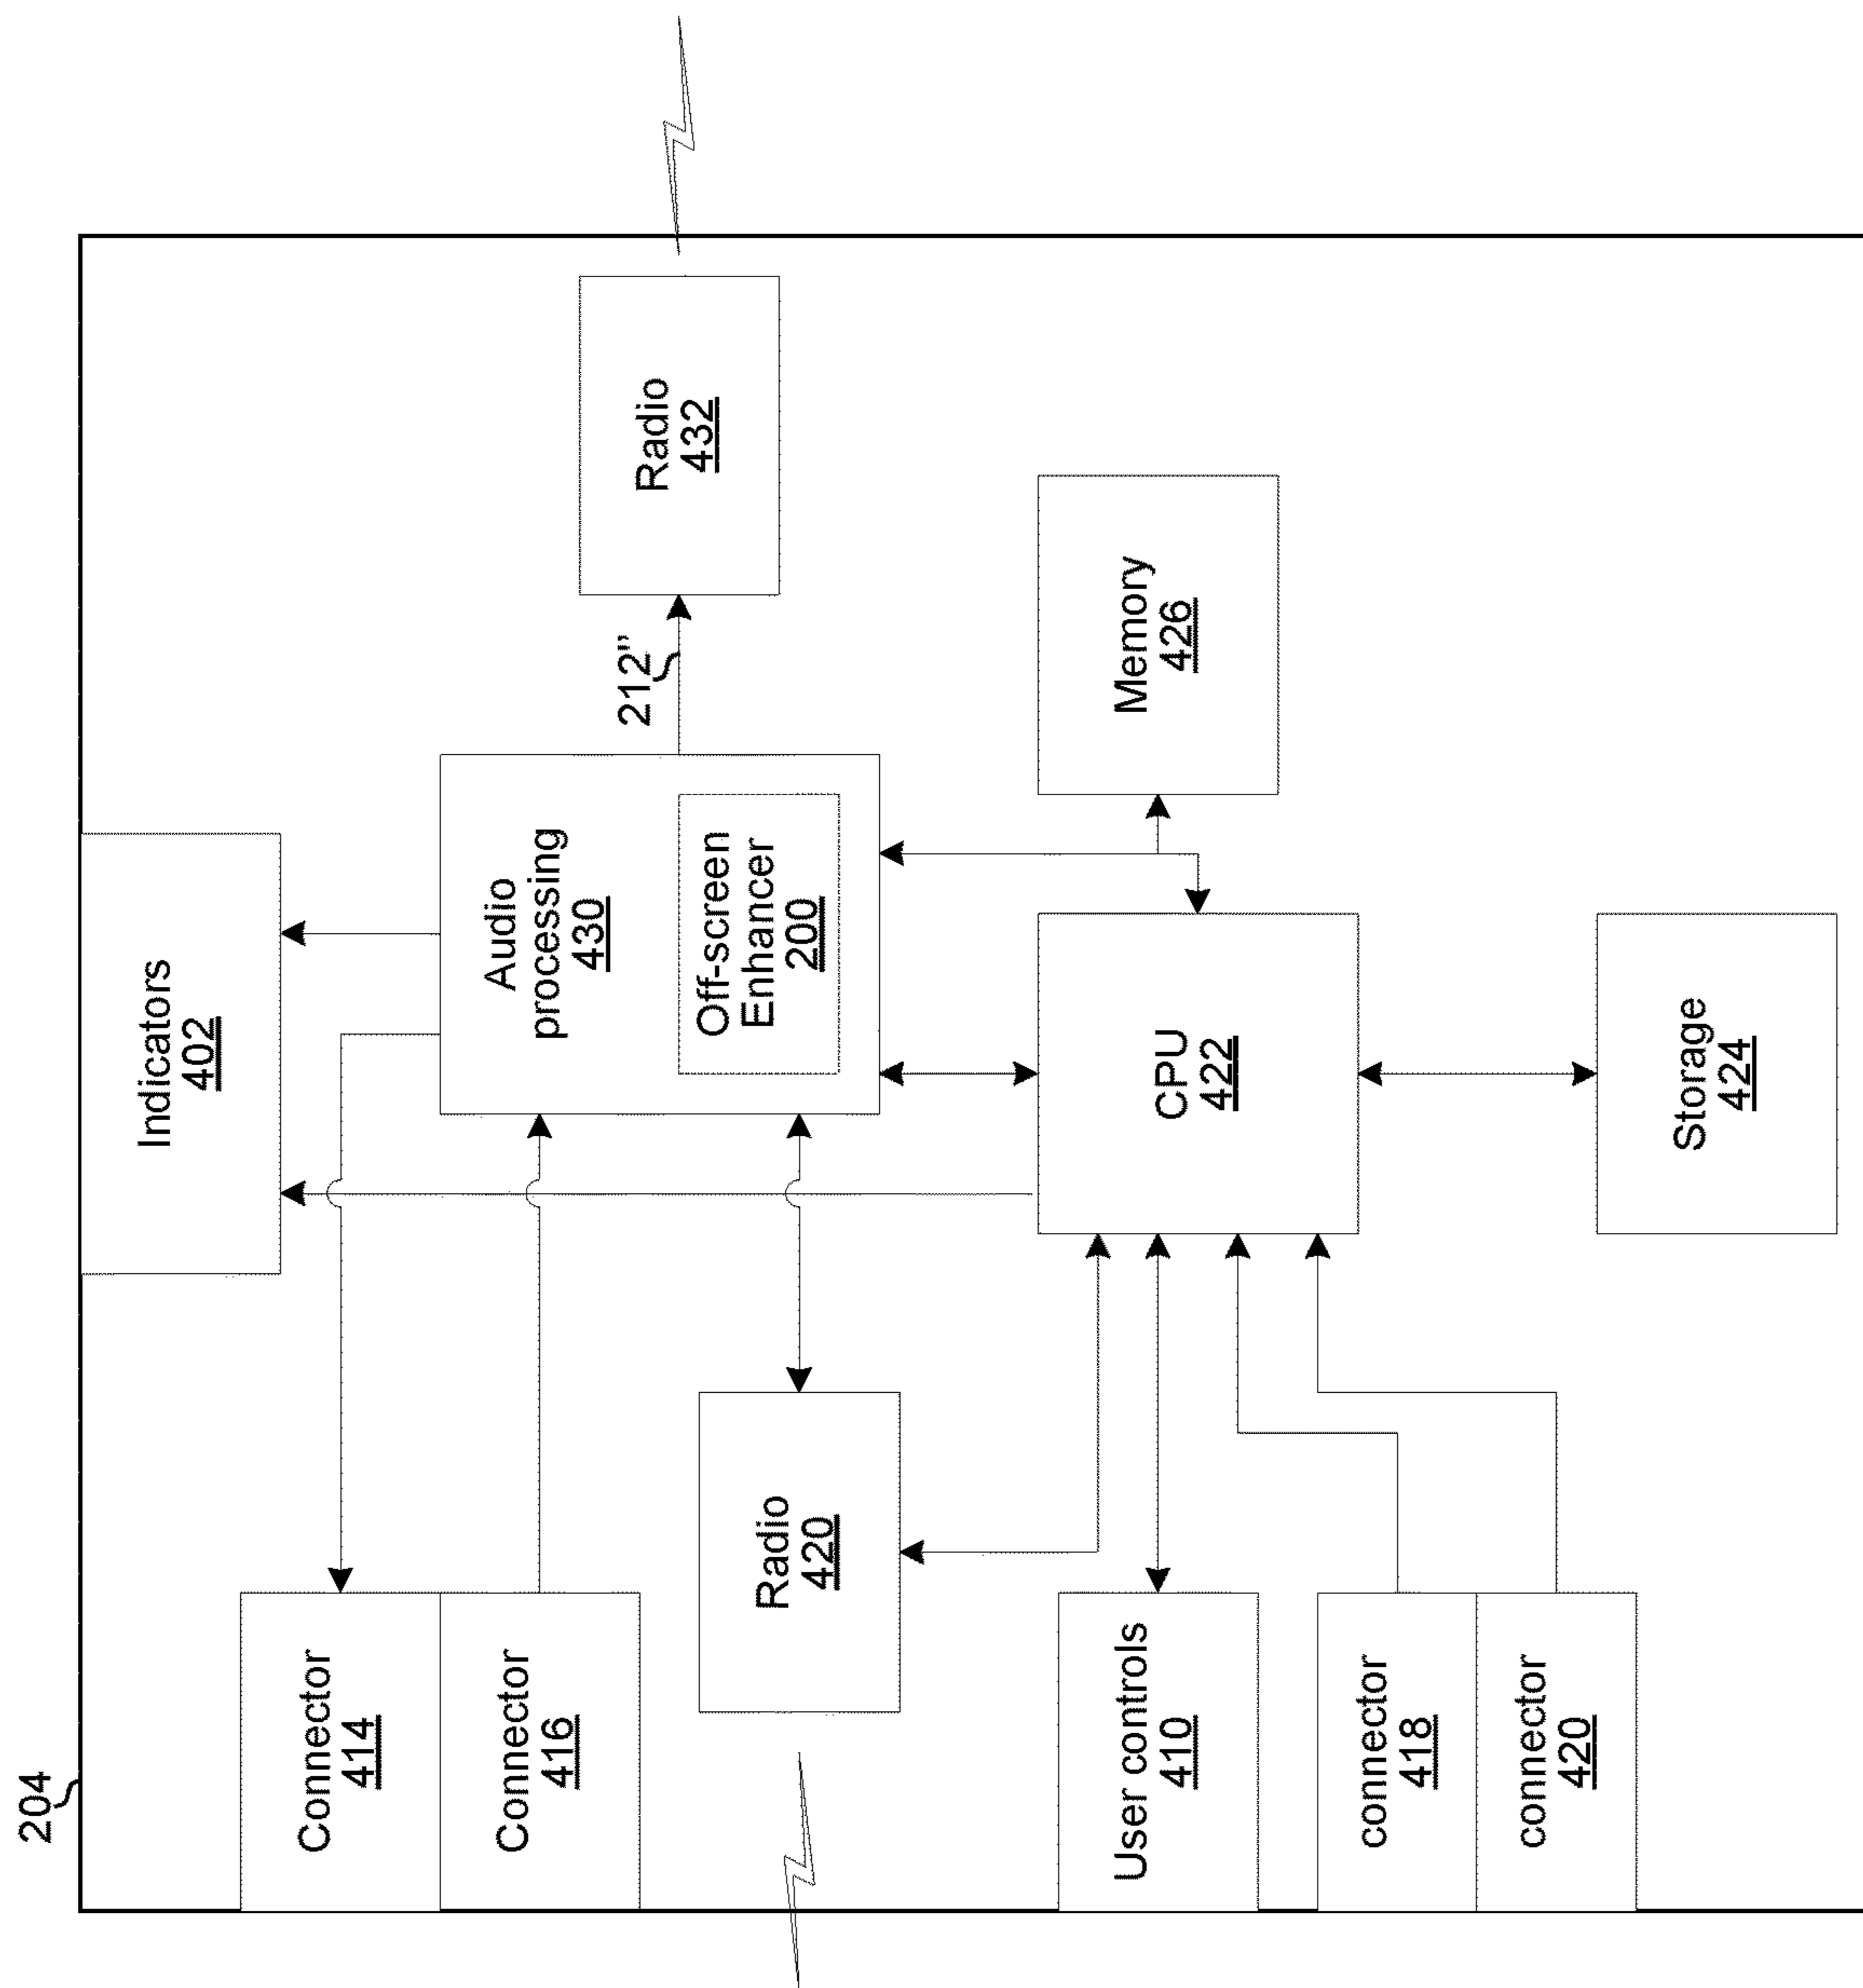 204
Indicators
402
Connector
414
Connector
416
Audio
processing
430
212"
Radio
432
Off-screen
Enhancer
200
Radio
420
User controls
410
CPU
422
Memory
426
connector
418
connector
420
Storage
424